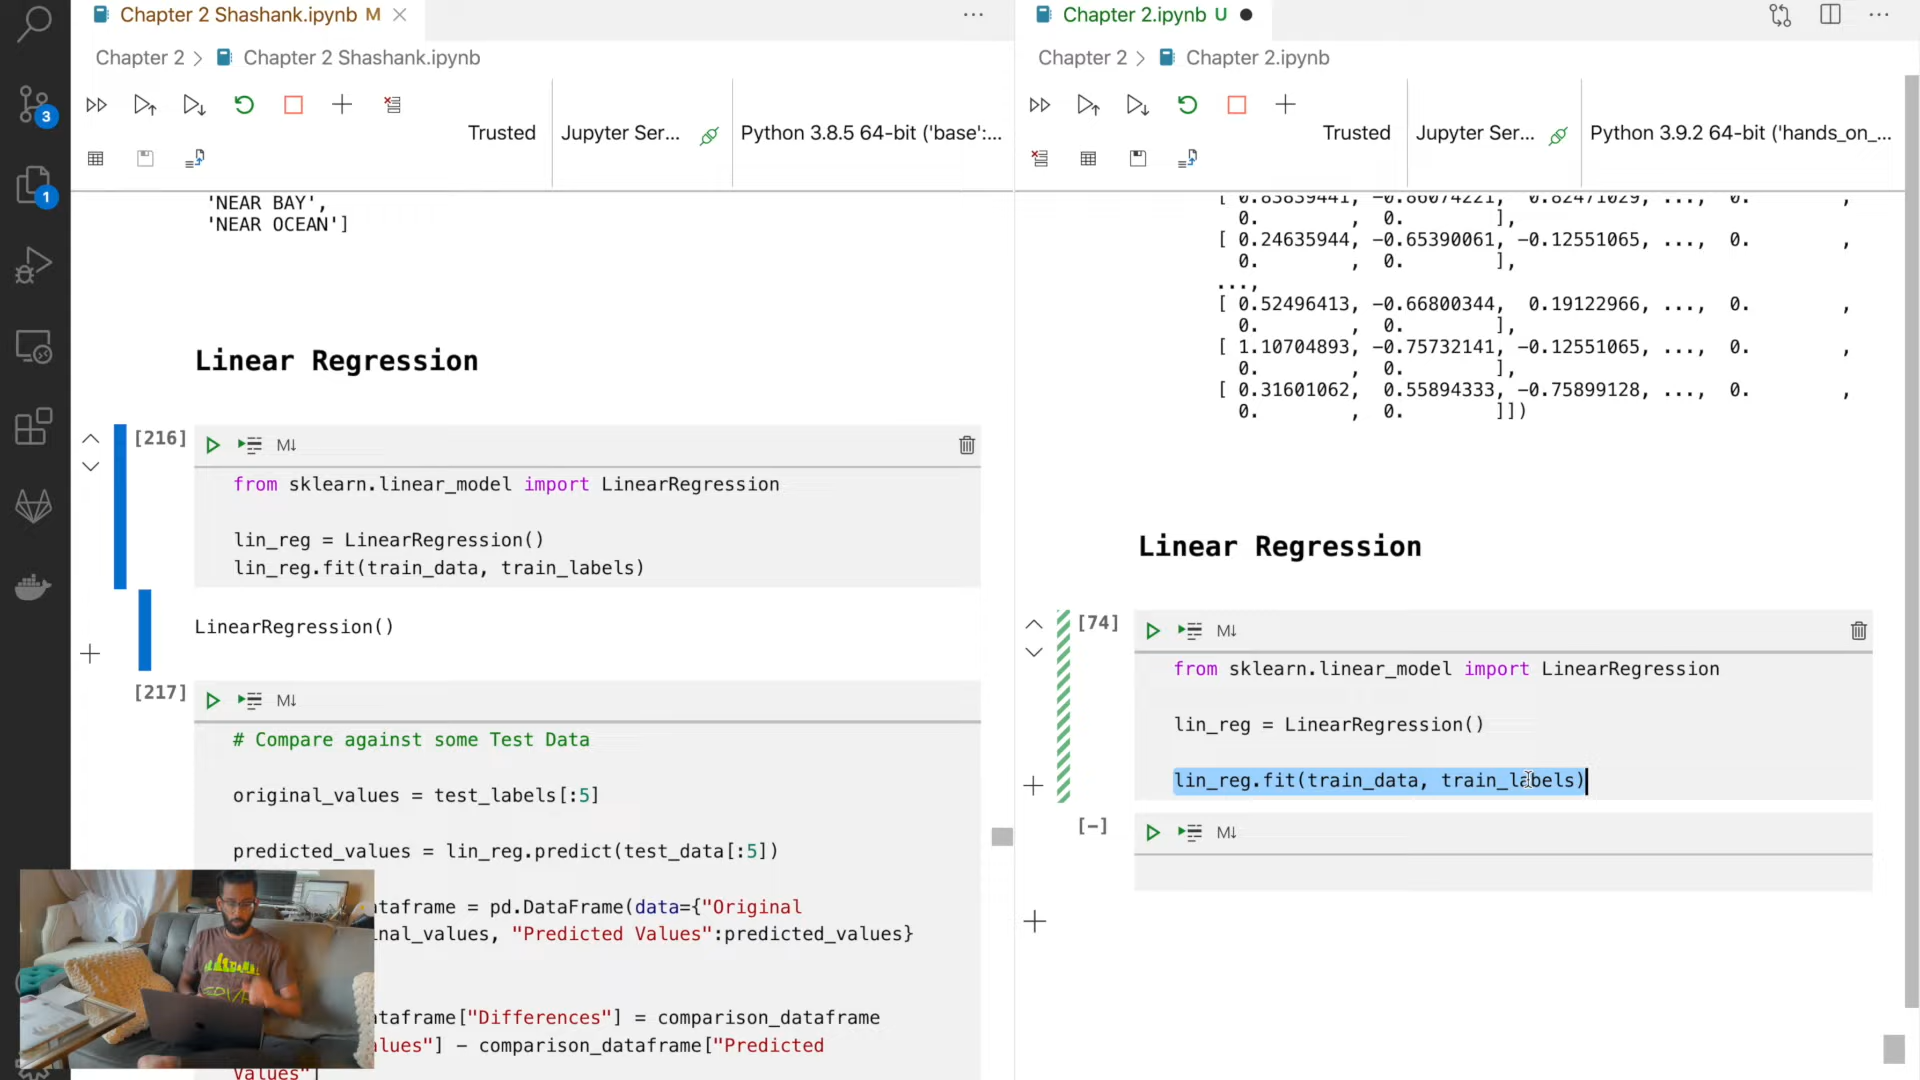 Chapter 2 Shashank.ipynb M
Chapter 2 > Chapter 2 Shashank.ipynb
Trusted
Jupyter Ser...
Python 3.8.5 64-bit ('base':...
3
1
'NEAR BAY',
'NEAR OCEAN']
Linear Regression
[216]
M↓
from sklearn.linear_model import LinearRegression
lin_reg = LinearRegression()
lin_reg.fit(train_data, train_labels)
LinearRegression()
[217]
M↓
# Compare against some Test Data
original_values = test_labels[:5]
predicted_values = lin_reg.predict(test_data[:5])
taframe = pd.DataFrame(data={"Original
nal_values, "Predicted Values":predicted_values}
taframe["Differences"] = comparison_dataframe
lues"] - comparison_dataframe["Predicted
Values"]
Chapter 2.ipynb U
Chapter 2 > Chapter 2.ipynb
Trusted
Jupyter Ser...
Python 3.9.2 64-bit ('hands_on_...
[ 0.83839441, -0.86074221, 0.82471029, ..., 0. ,
0. , 0. ],
[ 0.24635944, -0.65390061, -0.12551065, ..., 0. ,
0. , 0. ],
...,
[ 0.52496413, -0.66800344, 0.19122966, ..., 0. ,
0. , 0. ],
[ 1.10704893, -0.75732141, -0.12551065, ..., 0. ,
0. , 0. ],
[ 0.31601062, 0.55894333, -0.75899128, ..., 0. ,
0. , 0. ]])
Linear Regression
[74]
M↓
from sklearn.linear_model import LinearRegression
lin_reg = LinearRegression()
lin_reg.fit(train_data, train_labels)
[-]
M↓